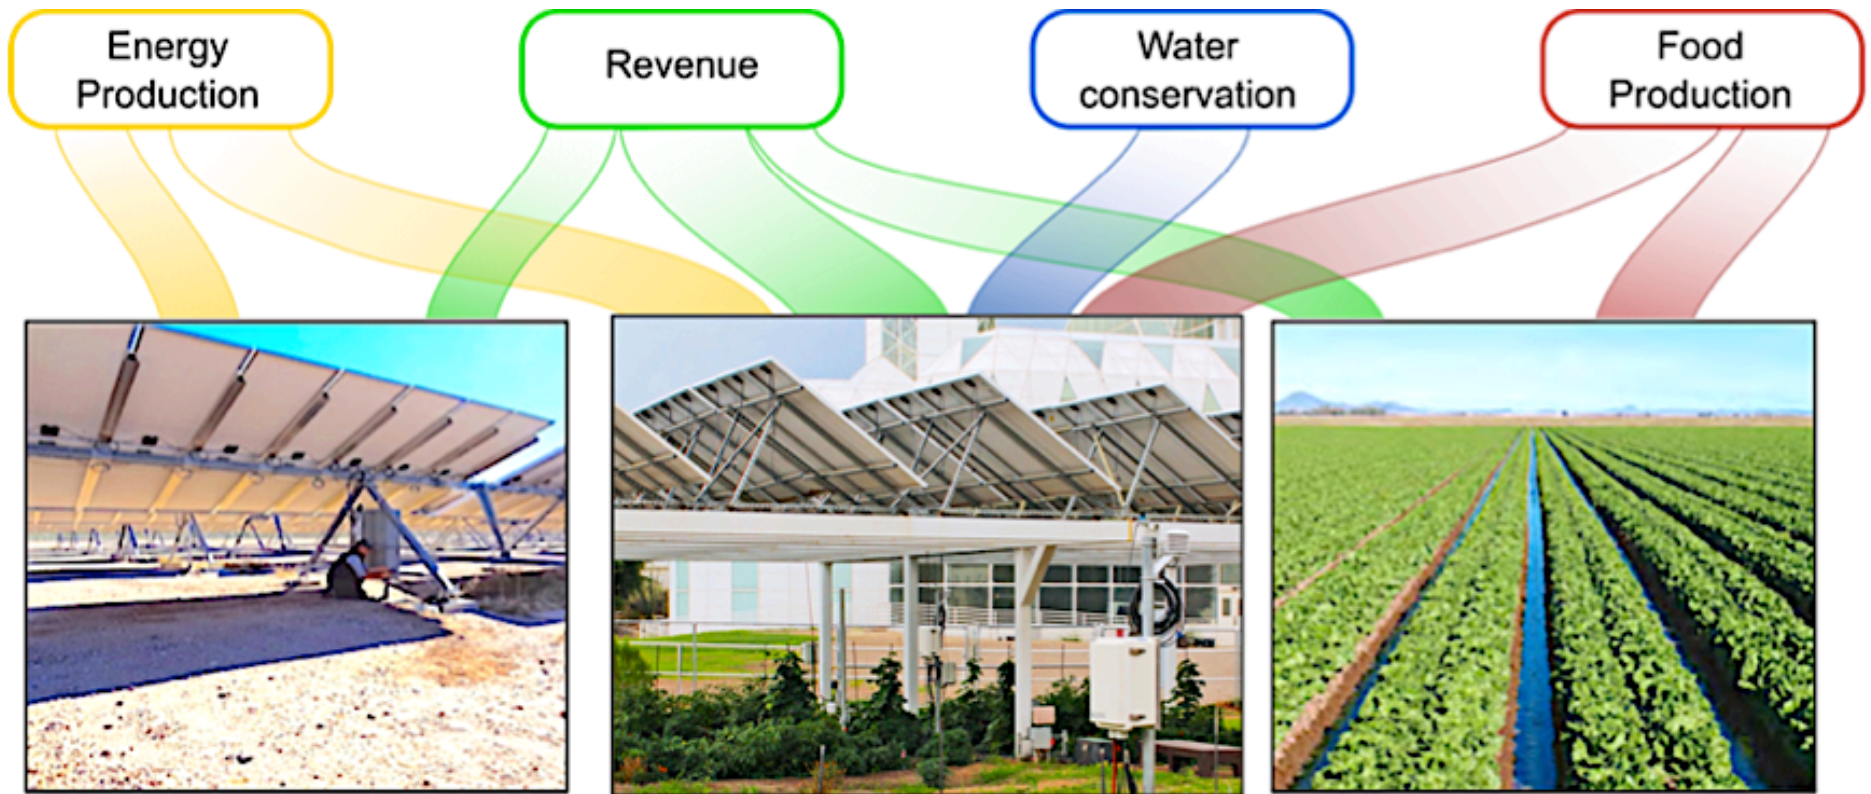 Energy
Production
Revenue
Water
conservation
Food
Production